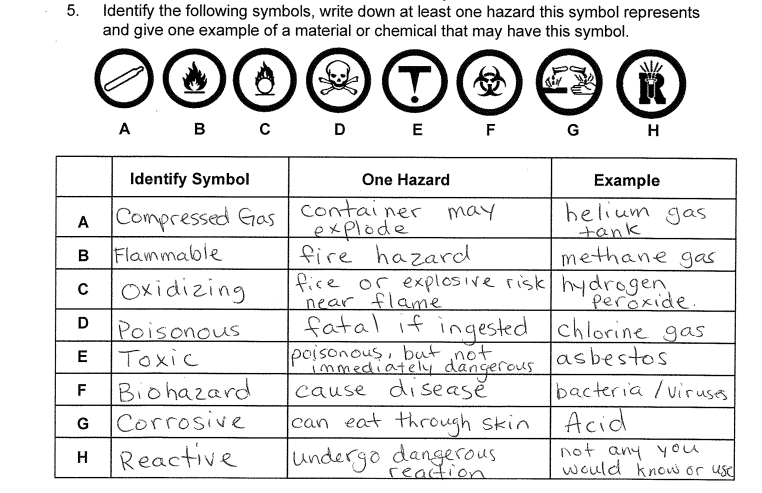 5. Identify the following symbols, write down at least one hazard this symbol represents
and give one example of a material or chemical that may have this symbol.
A B C D E F G H
Identify Symbol One Hazard Example
A Compressed Gas container may explode helium gas tank
B Flammable fire hazard methane gas
C Oxidizing fire or explosive risk near flame hydrogen peroxide.
D Poisonous fatal if ingested chlorine gas
E Toxic poisonous, but not immediately dangerous asbestos
F Biohazard cause disease bacteria / viruses
G Corrosive can eat through skin Acid
H Reactive undergo dangerous reaction not any you would know or use